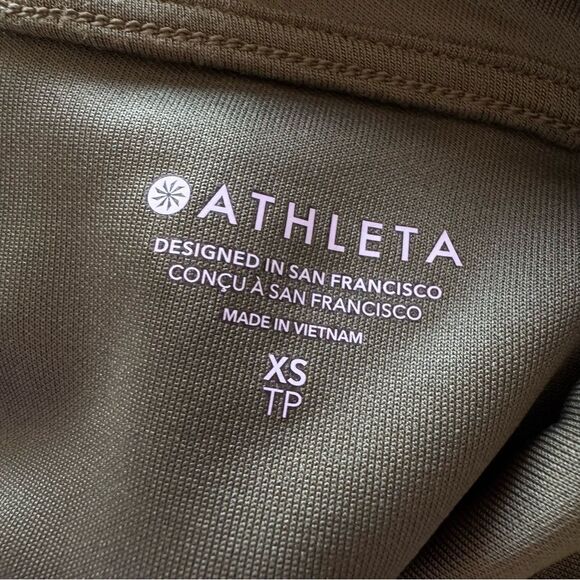 ATHLETA
DESIGNED IN SAN FRANCISCO
CONÇU À SAN FRANCISCO
MADE IN VIETNAM
XS
TP